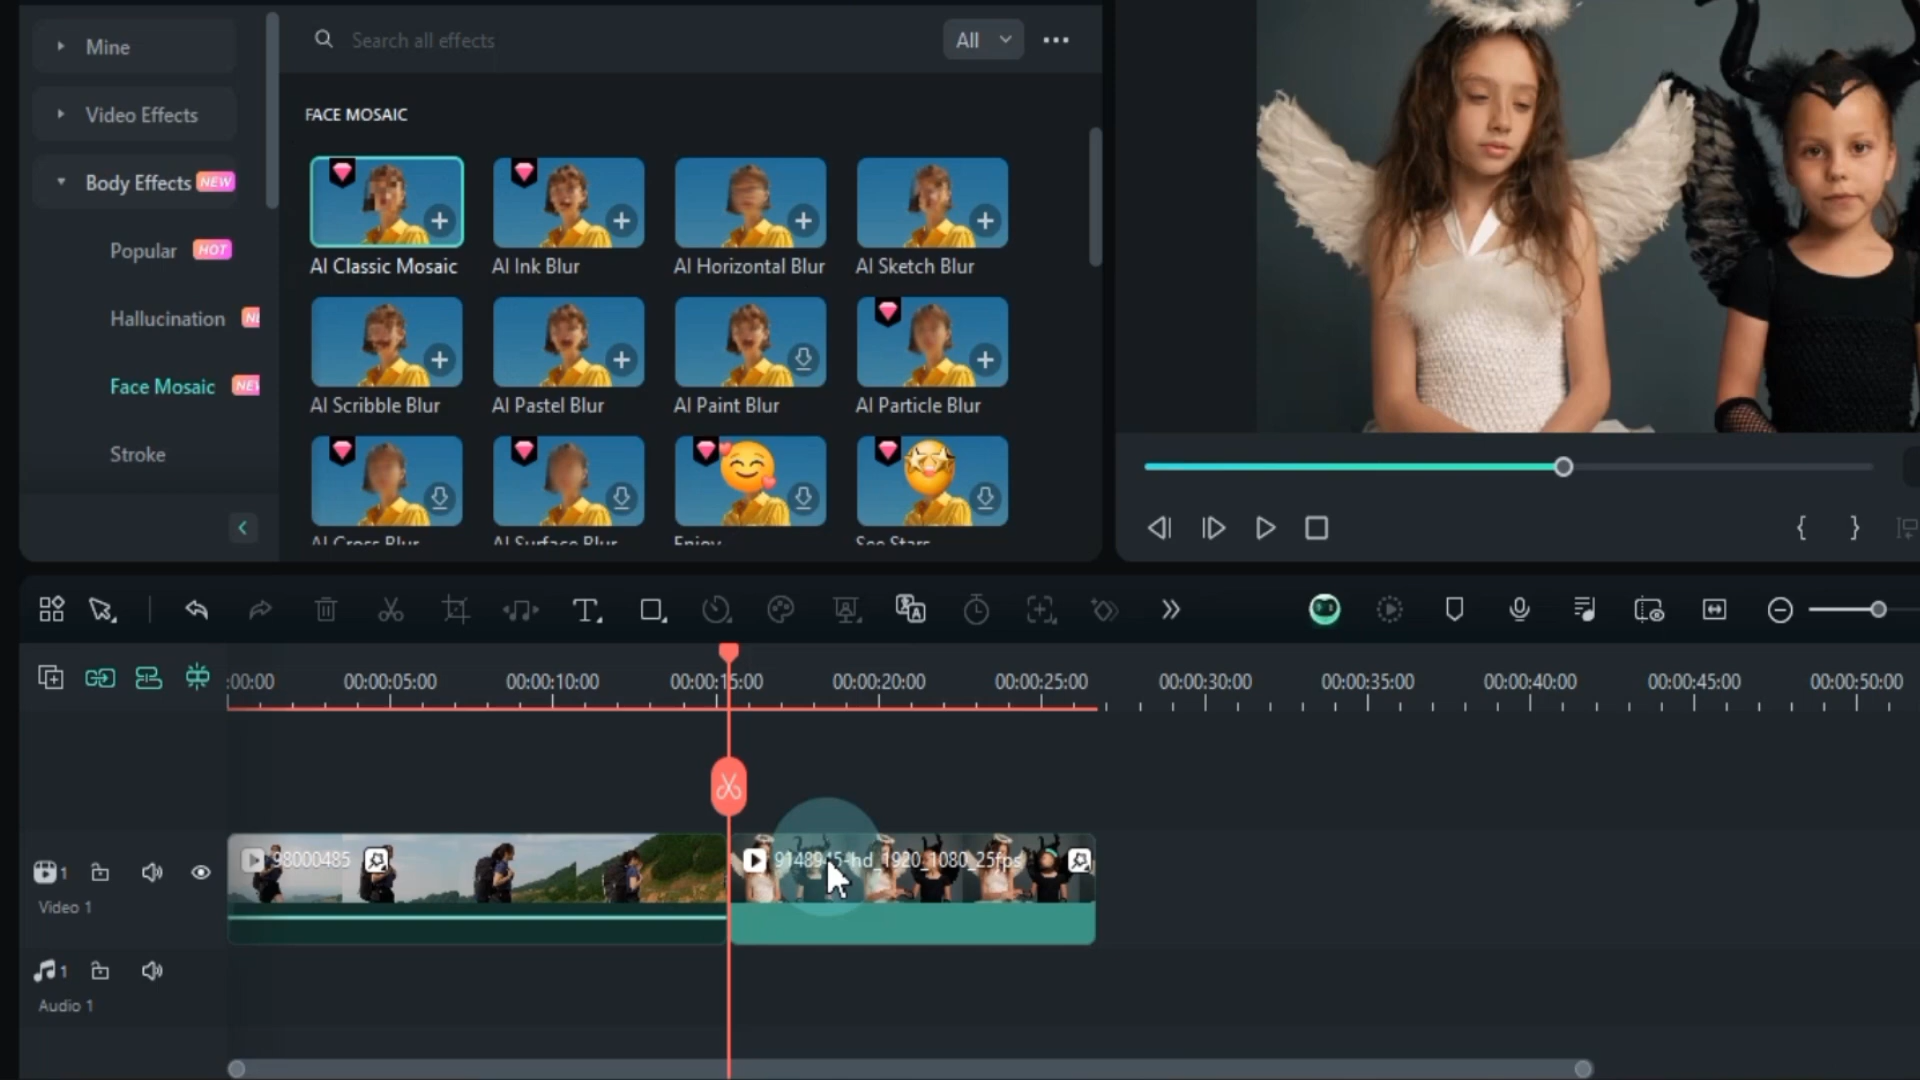 Mine
Video Effects
Body Effects NEW
Popular HOT
Hallucination
Face Mosaic
Stroke
Search all effects
All
FACE MOSAIC
AI Classic Mosaic
AI Ink Blur
AI Horizontal Blur
AI Sketch Blur
AI Scribble Blur
AI Pastel Blur
AI Paint Blur
AI Particle Blur
AI Cross Blur
AI Surface Blur
Enjoy
See Stars
:00:00
00:00:05:00
00:00:10:00
00:00:15:00
00:00:20:00
00:00:25:00
00:00:30:00
00:00:35:00
00:00:40:00
00:00:45:00
00:00:50:00
98000485
9148945-hd_1920_1080_25fps
1
Video 1
1
Audio 1